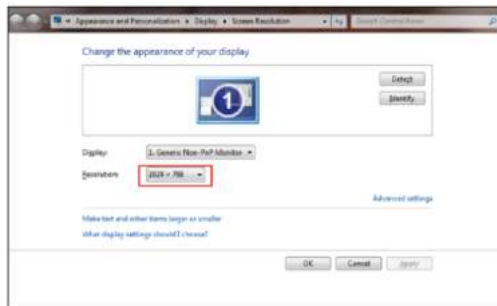 Appearance and Personalization ▸ Display ▸ Screen Resolution
Search Control Panel
Change the appearance of your display
1
Detect
Identify
Display:
1. Generic Non-PnP Monitor
Resolution:
1024 × 768
Advanced settings
Make text and other items larger or smaller
What display settings should I choose?
OK
Cancel
Apply